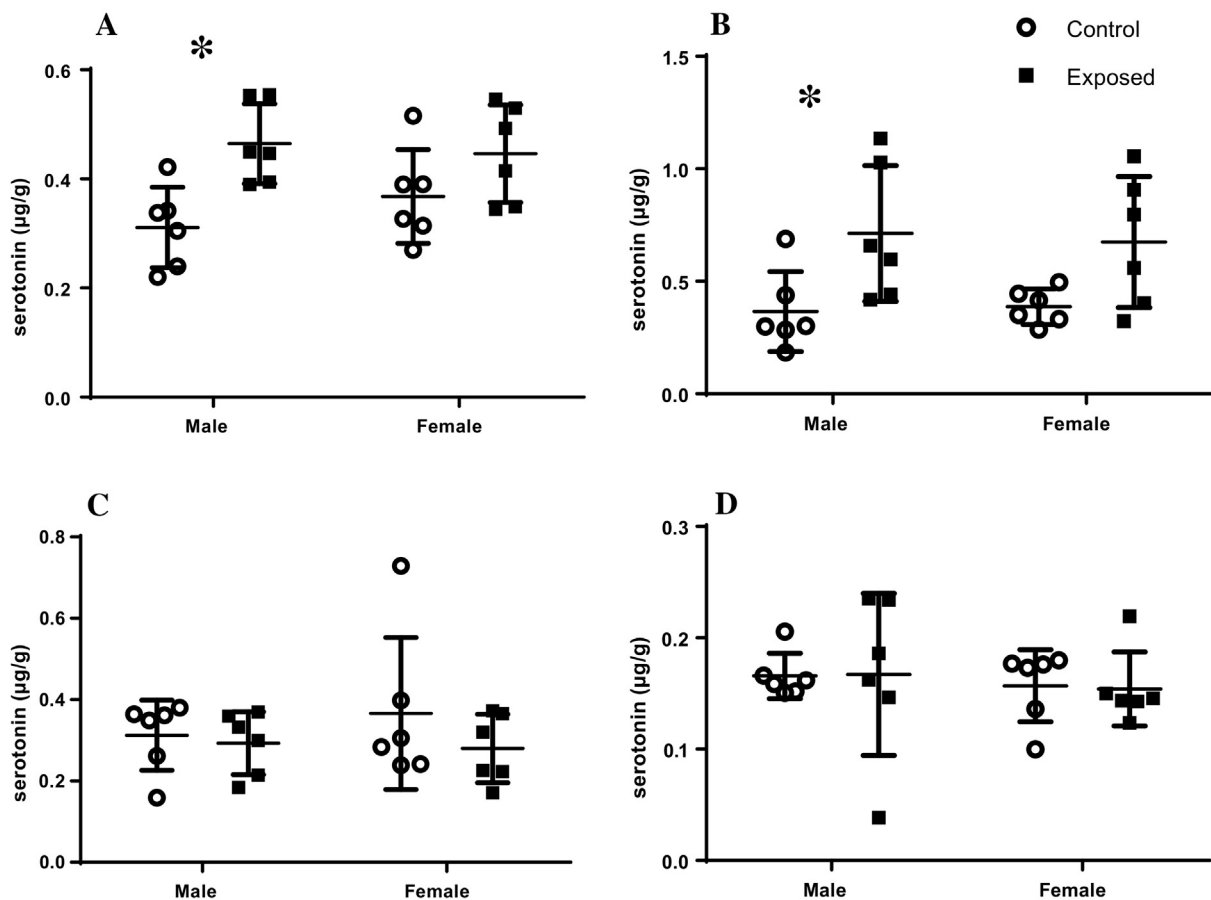 A
*
serotonin (µg/g)
0.6
0.4
0.2
0.0
Male
Female
B
*
Control
Exposed
serotonin (µg/g)
1.5
1.0
0.5
0.0
Male
Female
C
serotonin (µg/g)
0.8
0.6
0.4
0.2
0.0
Male
Female
D
serotonin (µg/g)
0.3
0.2
0.1
0.0
Male
Female